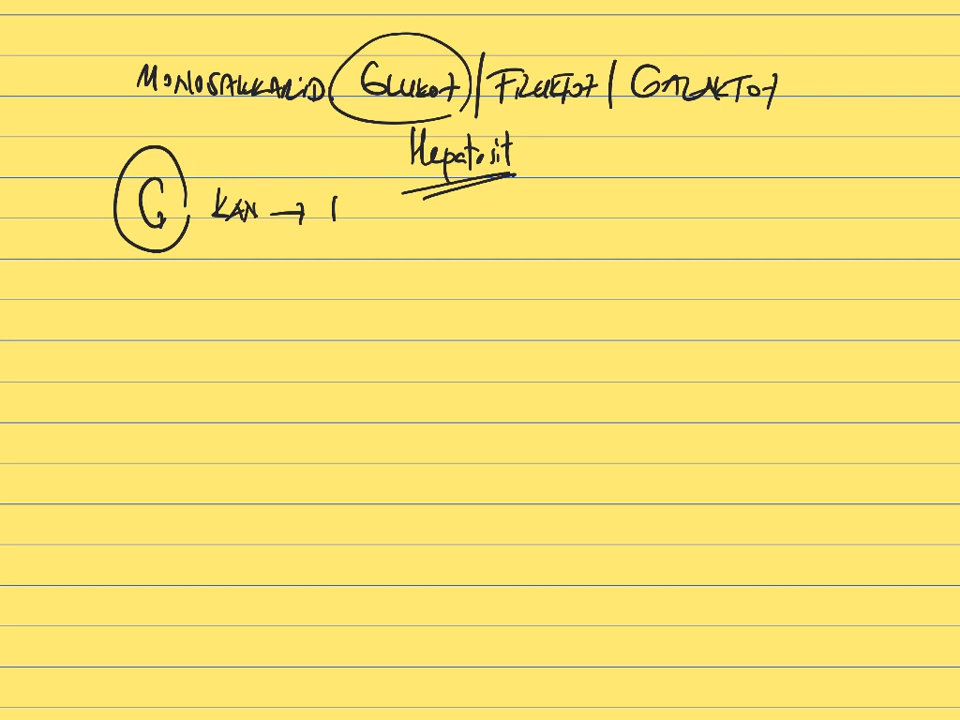 MONOSAKKARİD Glukoz / FRUKTOZ / GALAKTOZ
Hepatosit
G KAN →